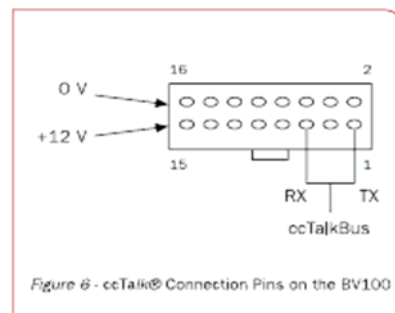 16 2
0 V
+12 V
15 1
RX TX
ccTalkBus
Figure 6 - ccTalk® Connection Pins on the BV100